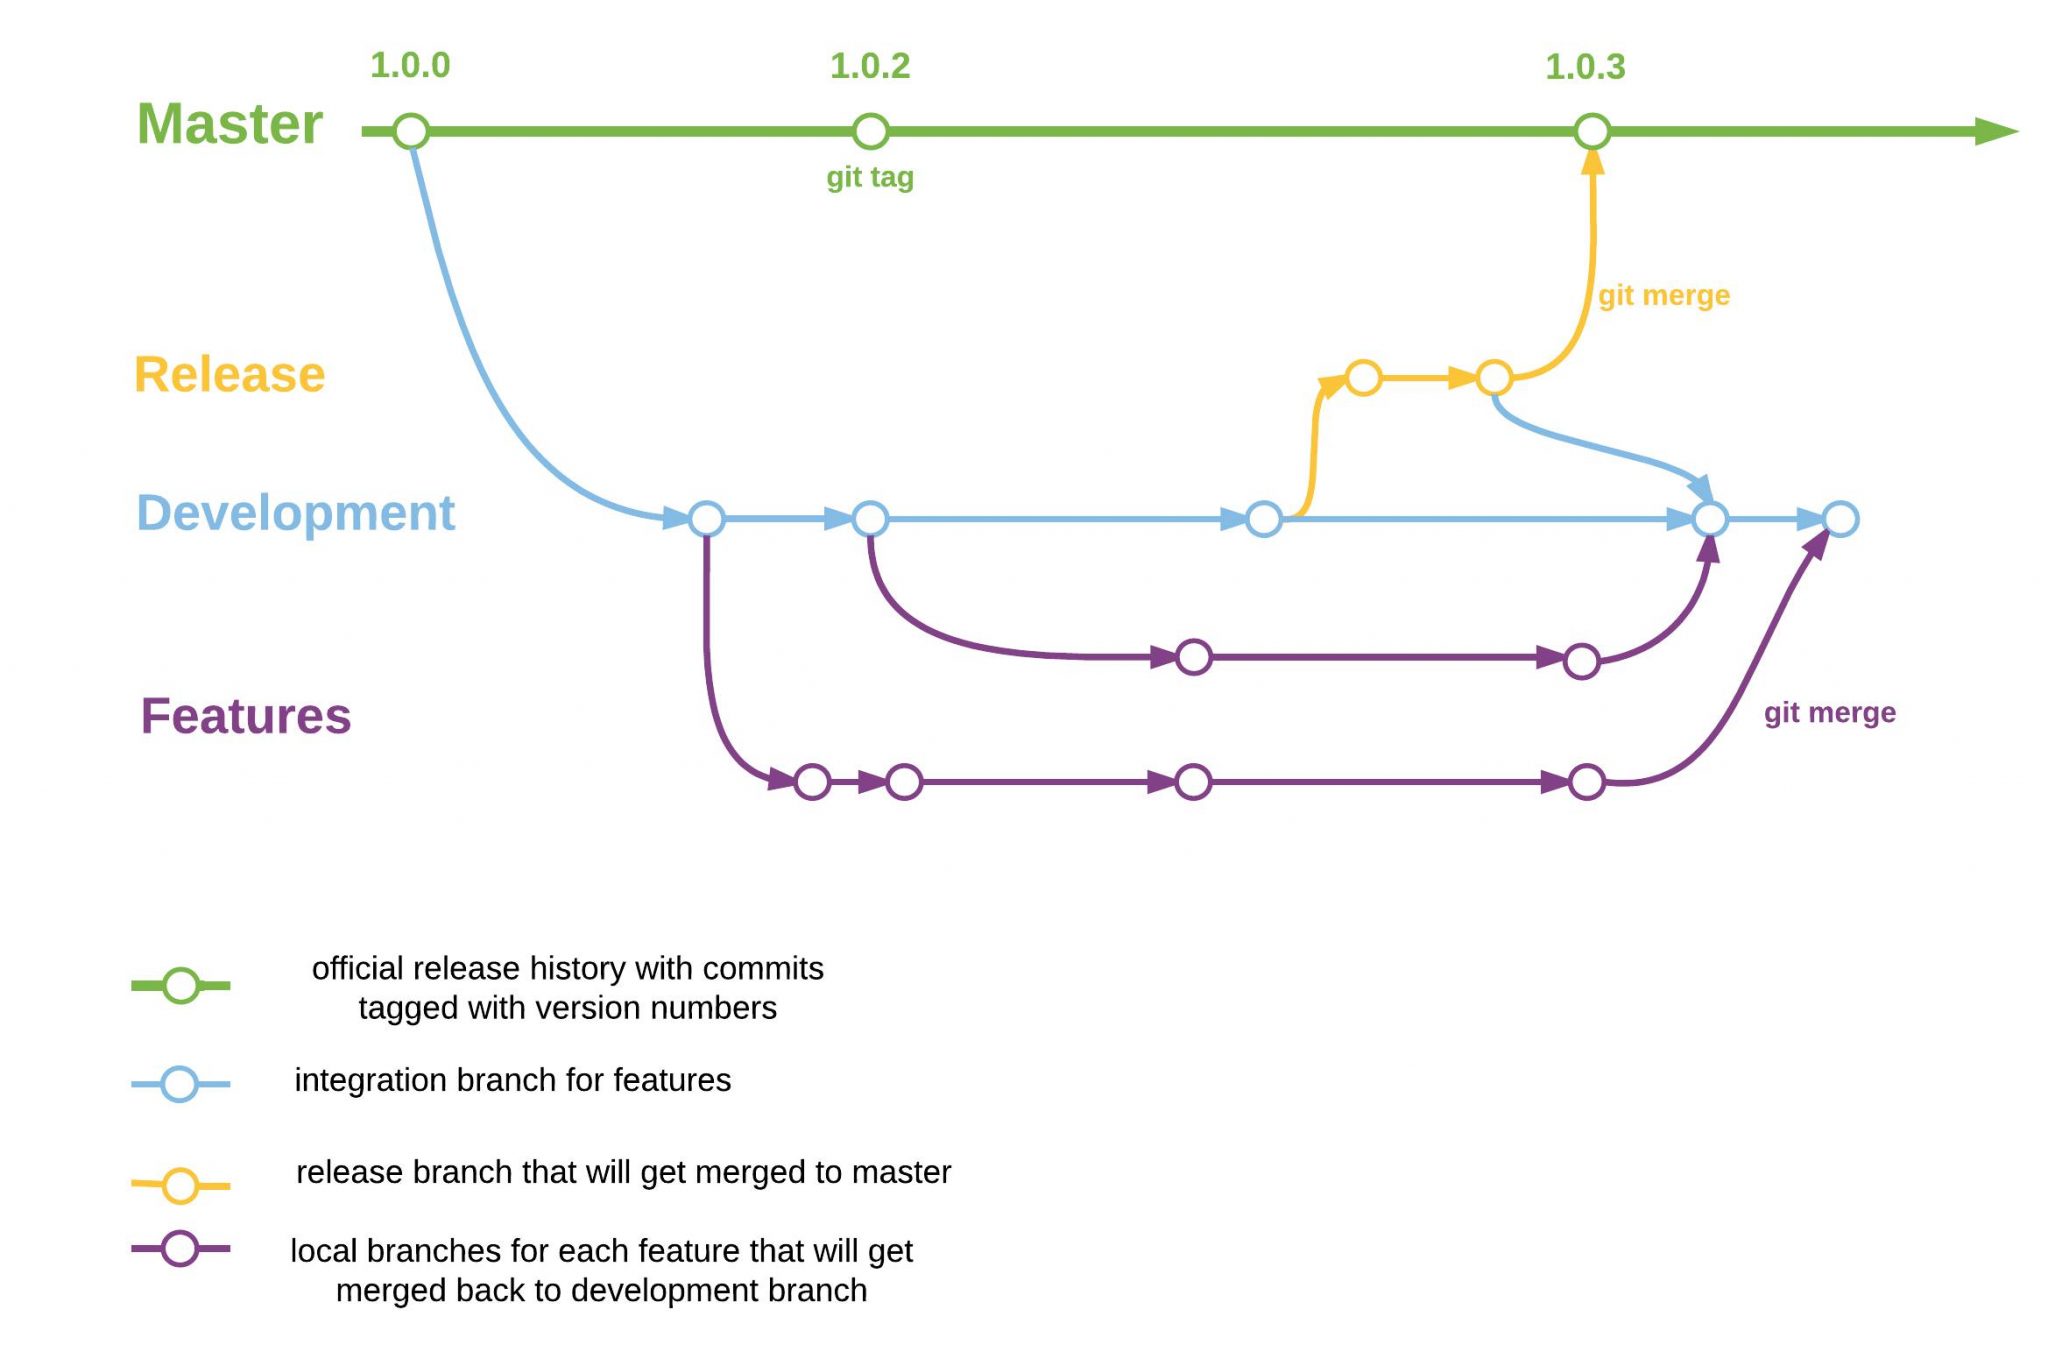 1.0.0
1.0.2
1.0.3
Master
git tag
git merge
Release
Development
Features
git merge
official release history with commits
tagged with version numbers
integration branch for features
release branch that will get merged to master
local branches for each feature that will get
merged back to development branch